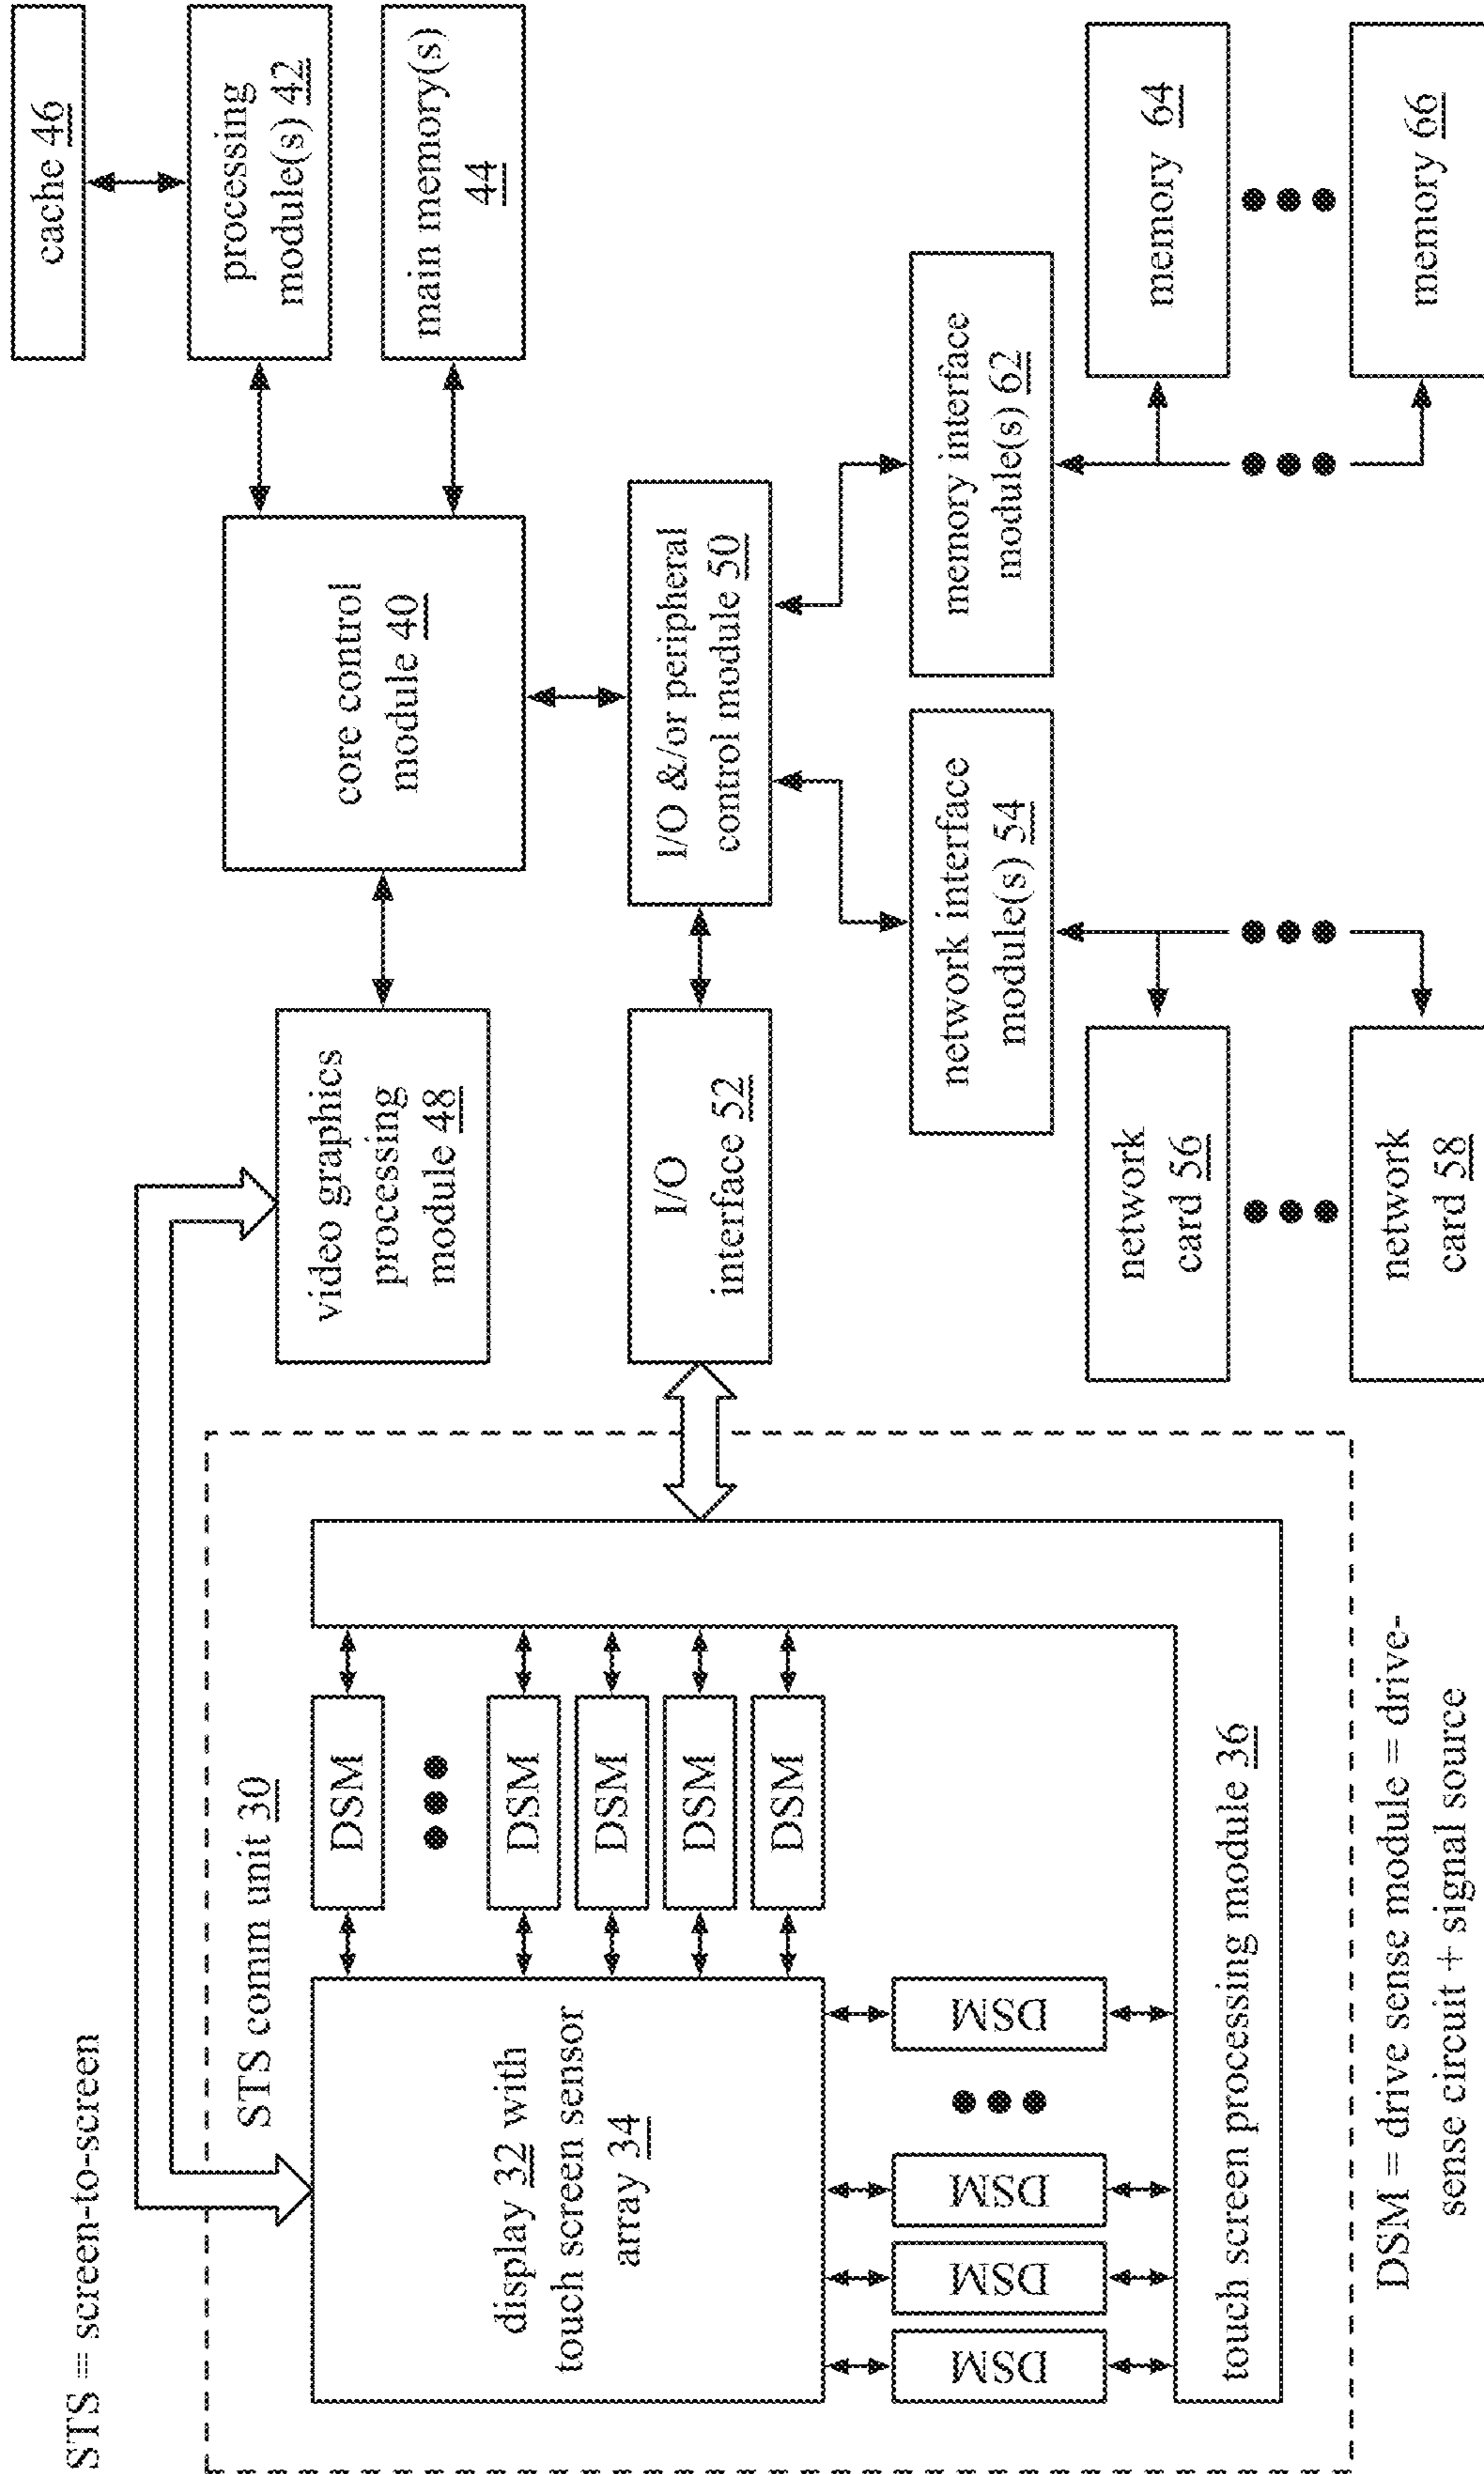 STS = screen-to-screen
STS comm unit 30
display 32 with
touch screen sensor
array 34
DSM
DSM
DSM
DSM
DSM
DSM
DSM
DSM
DSM
touch screen processing module 36
DSM = drive sense module = drive-
sense circuit + signal source
video graphics
processing
module 48
core control
module 40
cache 46
processing
module(s) 42
main memory(s)
44
I/O
interface 52
I/O &/or peripheral
control module 50
network interface
module(s) 54
memory interface
module(s) 62
network
card 56
network
card 58
memory 64
memory 66